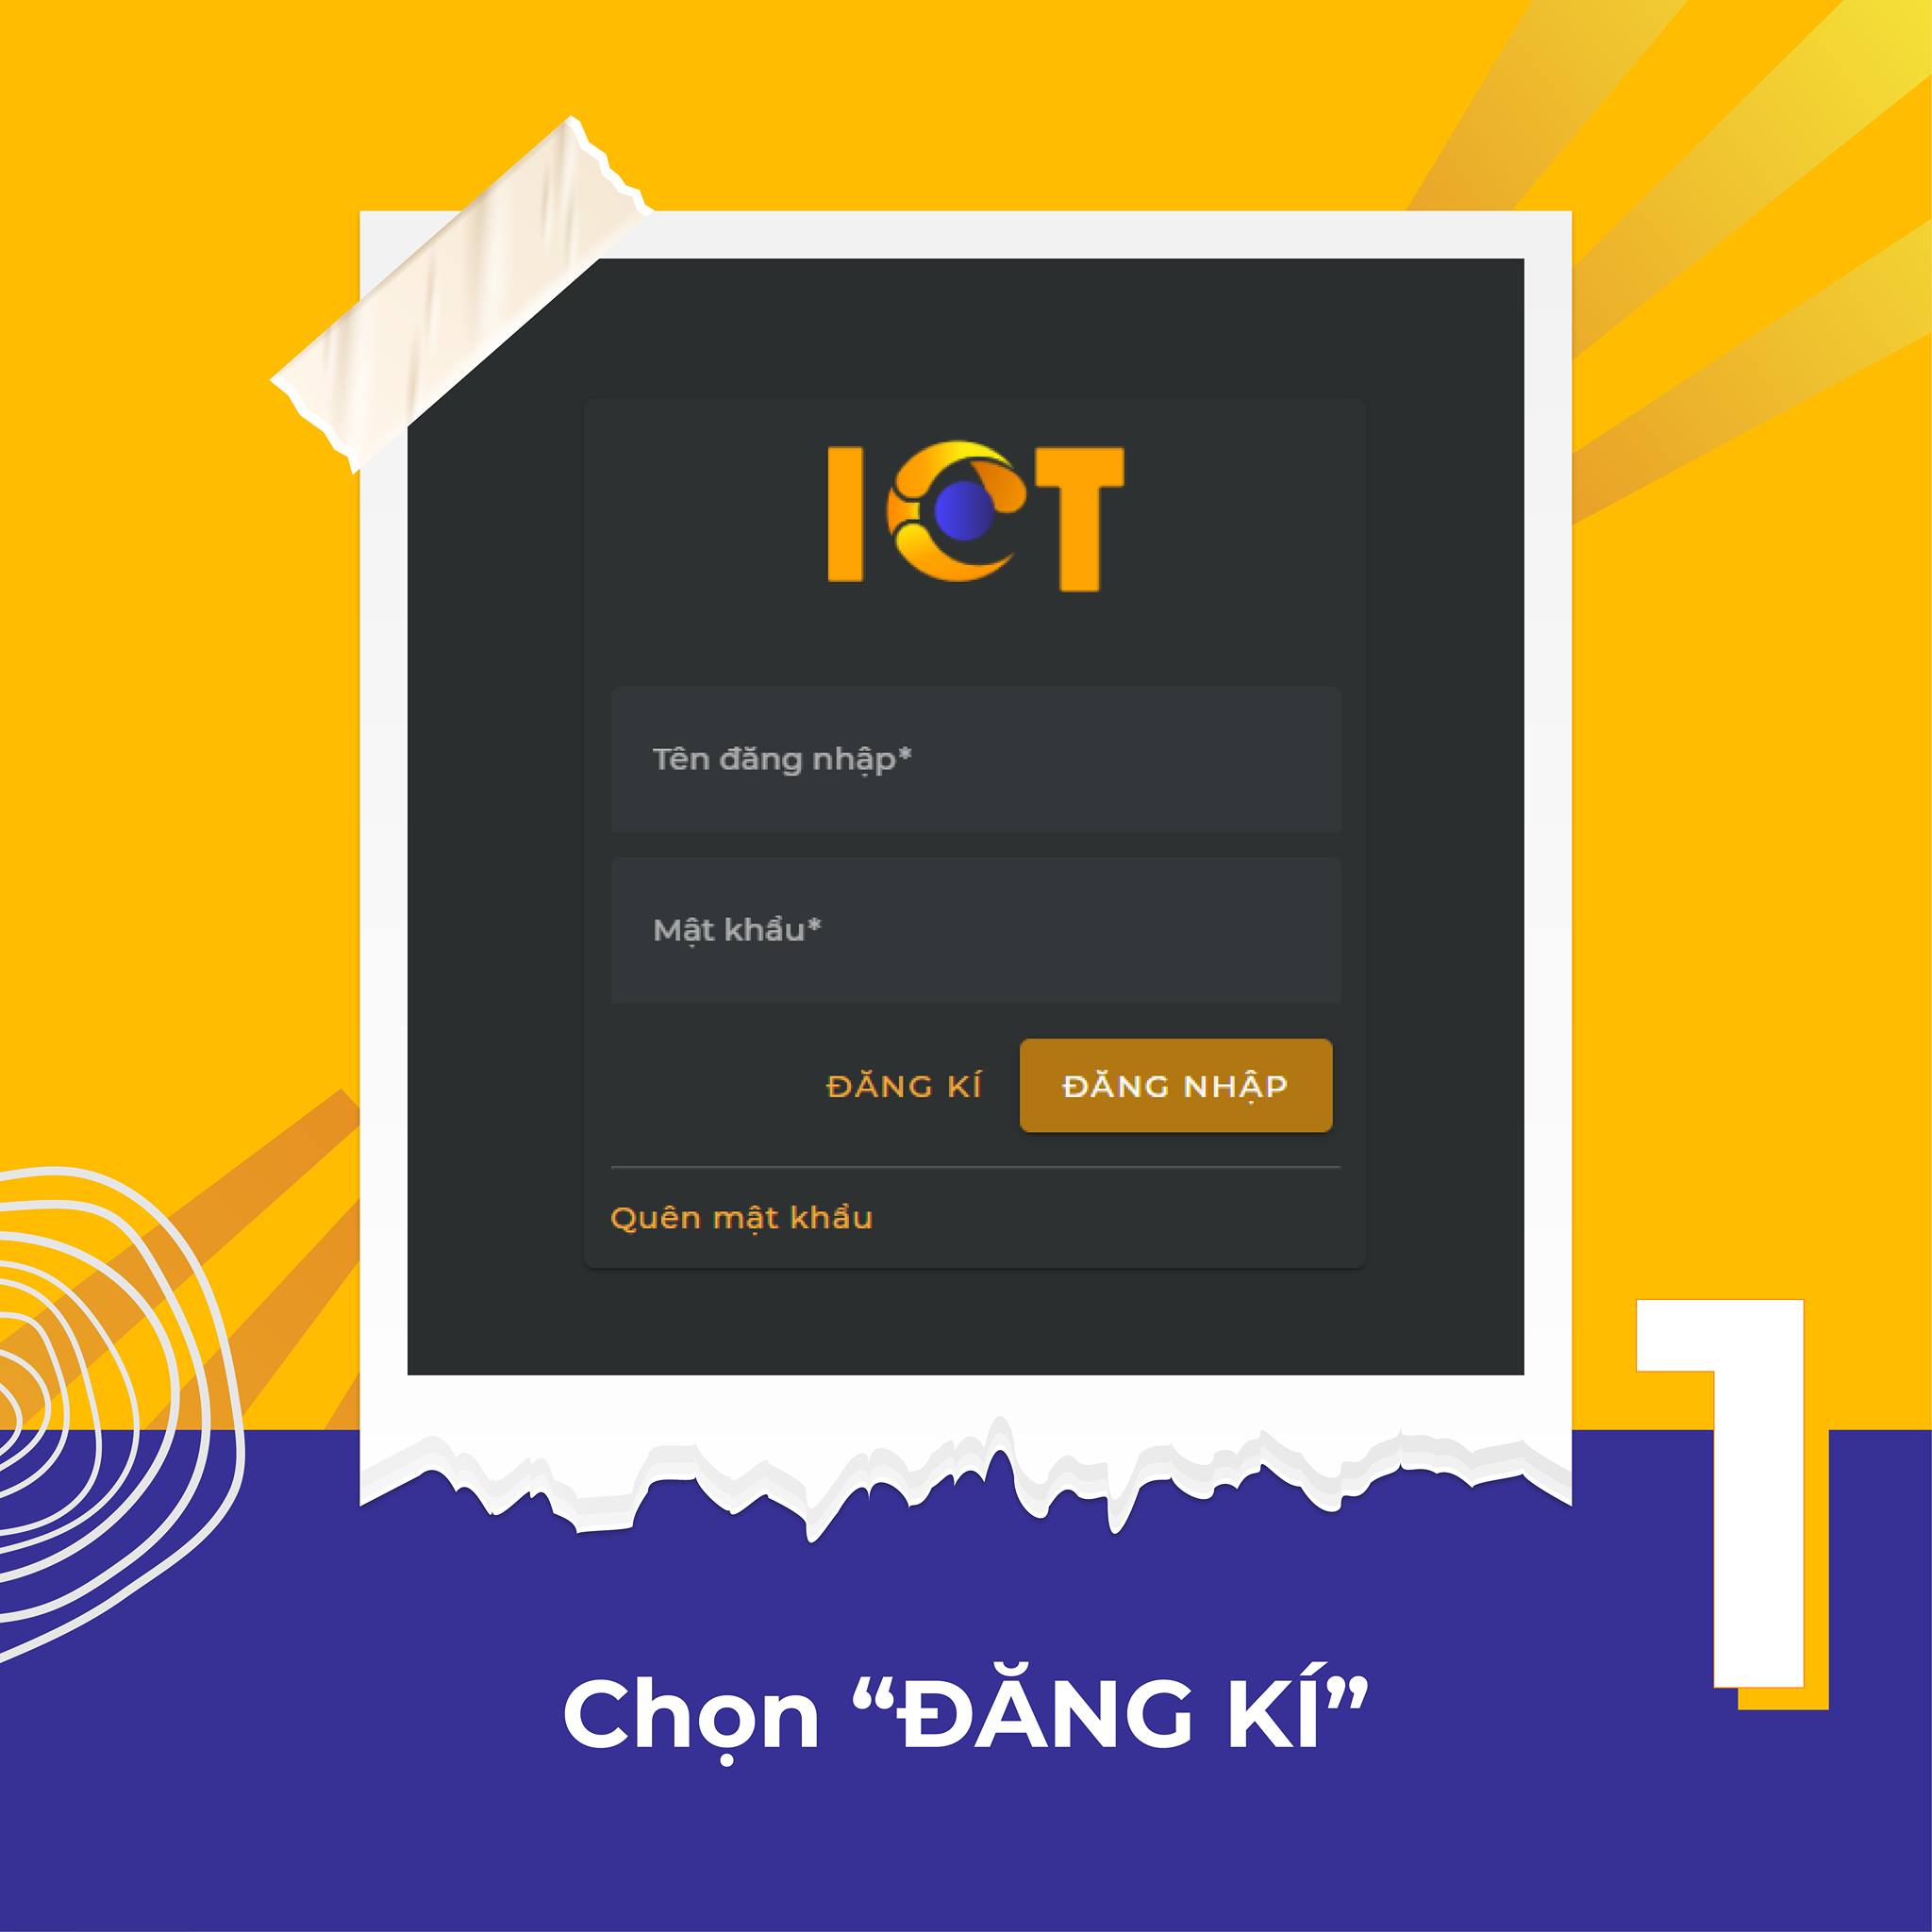 ICT
Tên đăng nhập*
Mật khẩu*
ĐĂNG KÍ ĐĂNG NHẬP
Quên mật khẩu
1
Chọn “ĐĂNG KÍ”